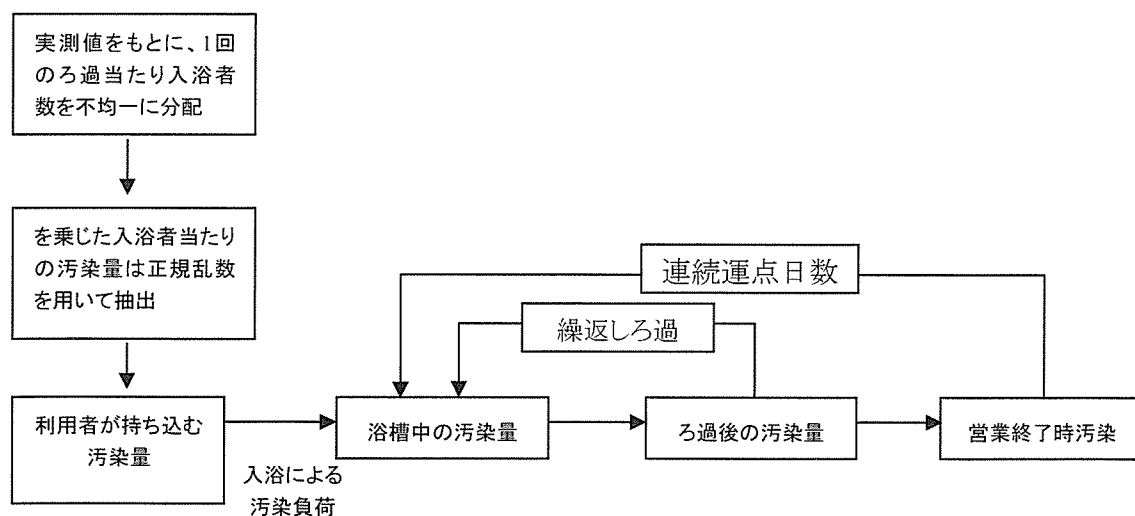 実測値をもとに、1回
のろ過当たり入浴者
数を不均一に分配
を乗じた入浴者当たり
の汚染量は正規乱数
を用いて抽出
連続運点日数
繰返しろ過
利用者が持ち込む
汚染量
入浴による
汚染負荷
浴槽中の汚染量
ろ過後の汚染量
営業終了時汚染